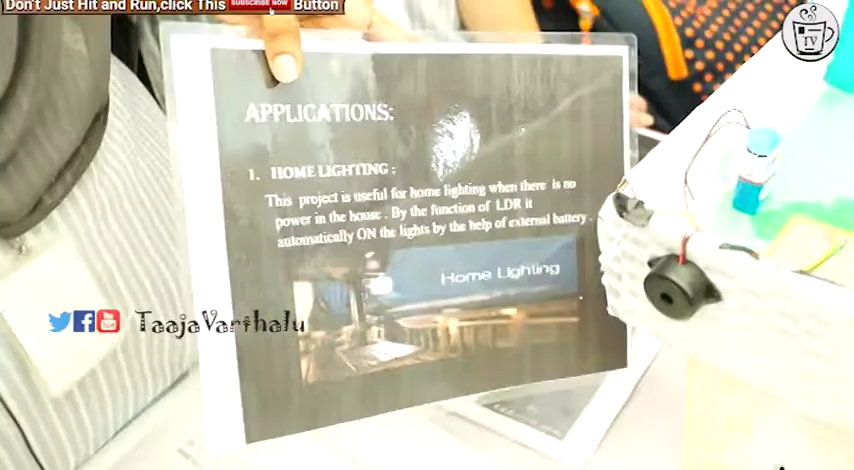 Don't Just Hit and Run,click This SUBSCRIBE NOW Button
TV
APPLICATIONS:
1. HOME LIGHTING :
This project is useful for home lighting when there is no
power in the house . By the function of LDR it
automatically ON the lights by the help of external battery .
Home Lighting
TaajaVarthalu